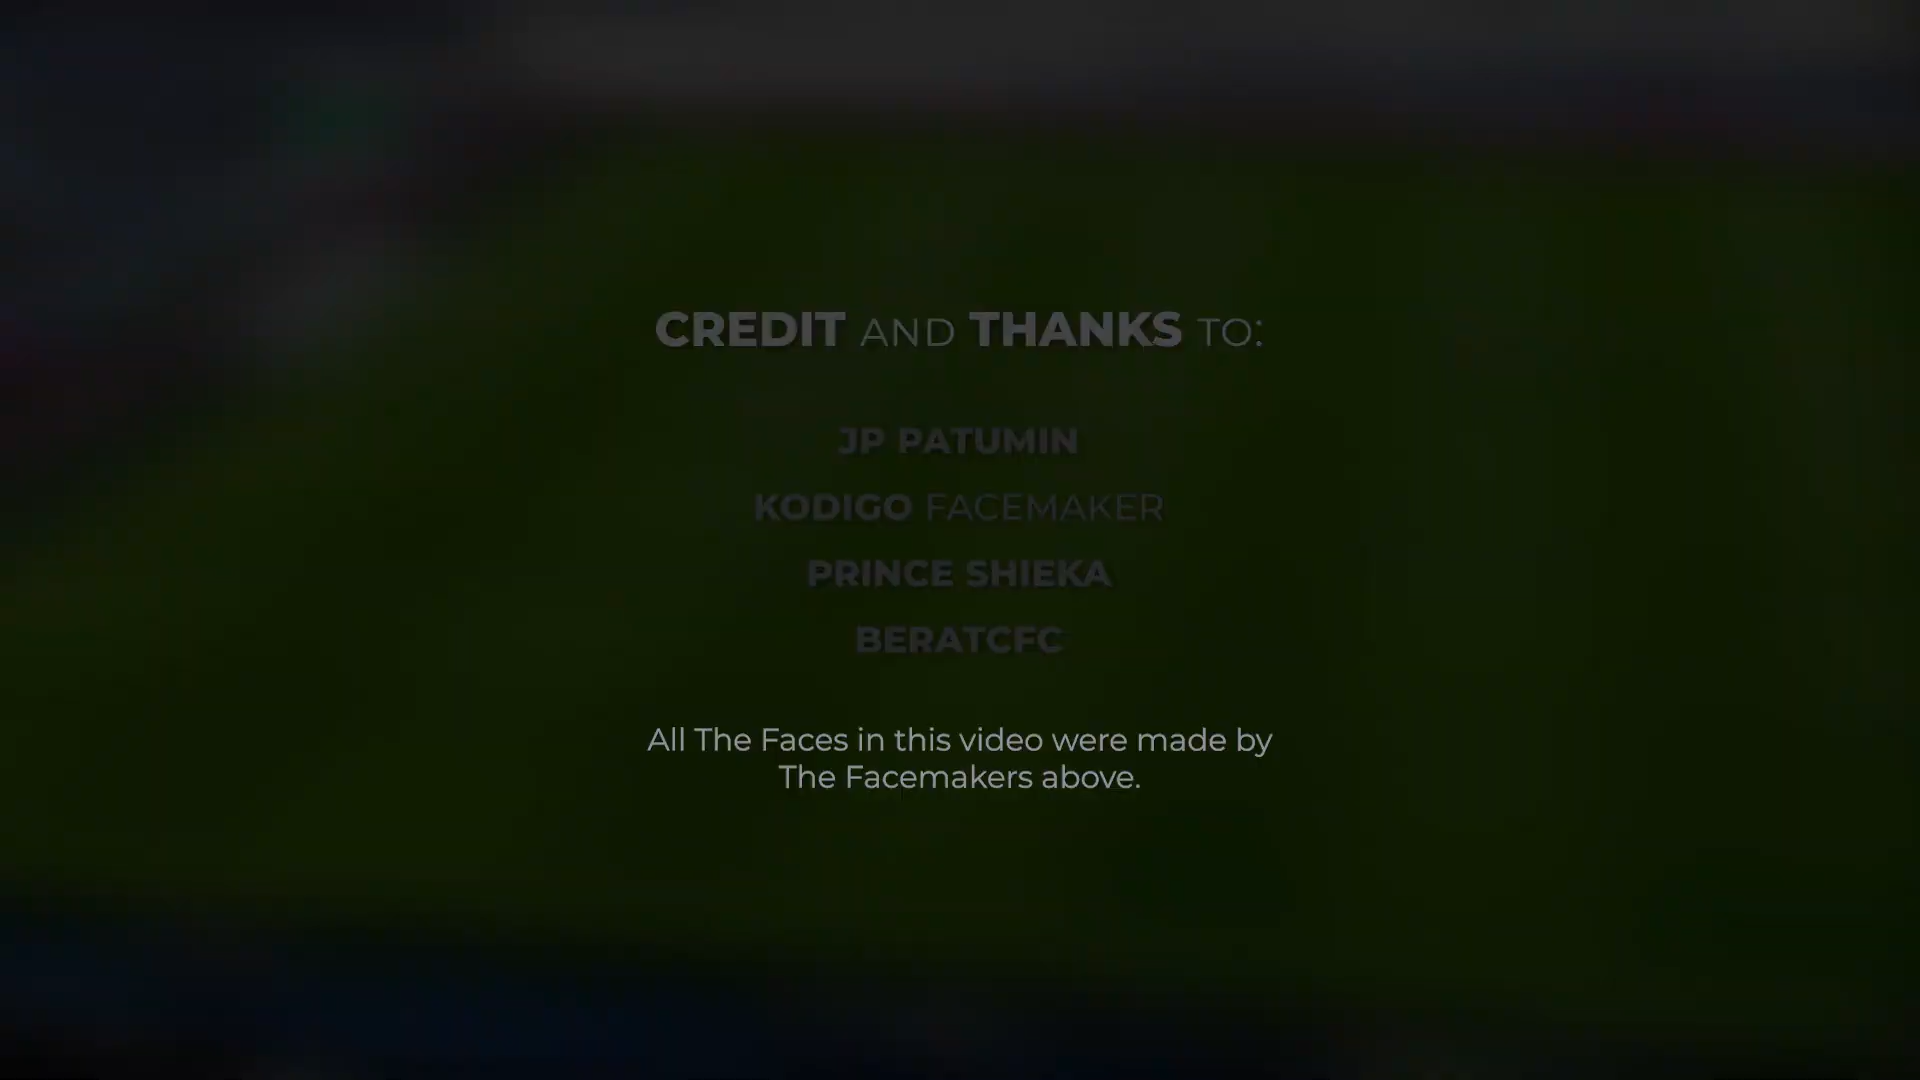 CREDIT AND THANKS TO:
JP PATUMIN
KODIGO FACEMAKER
PRINCE SHIEKA
BERATCFC
All The Faces in this video were made by
The Facemakers above.